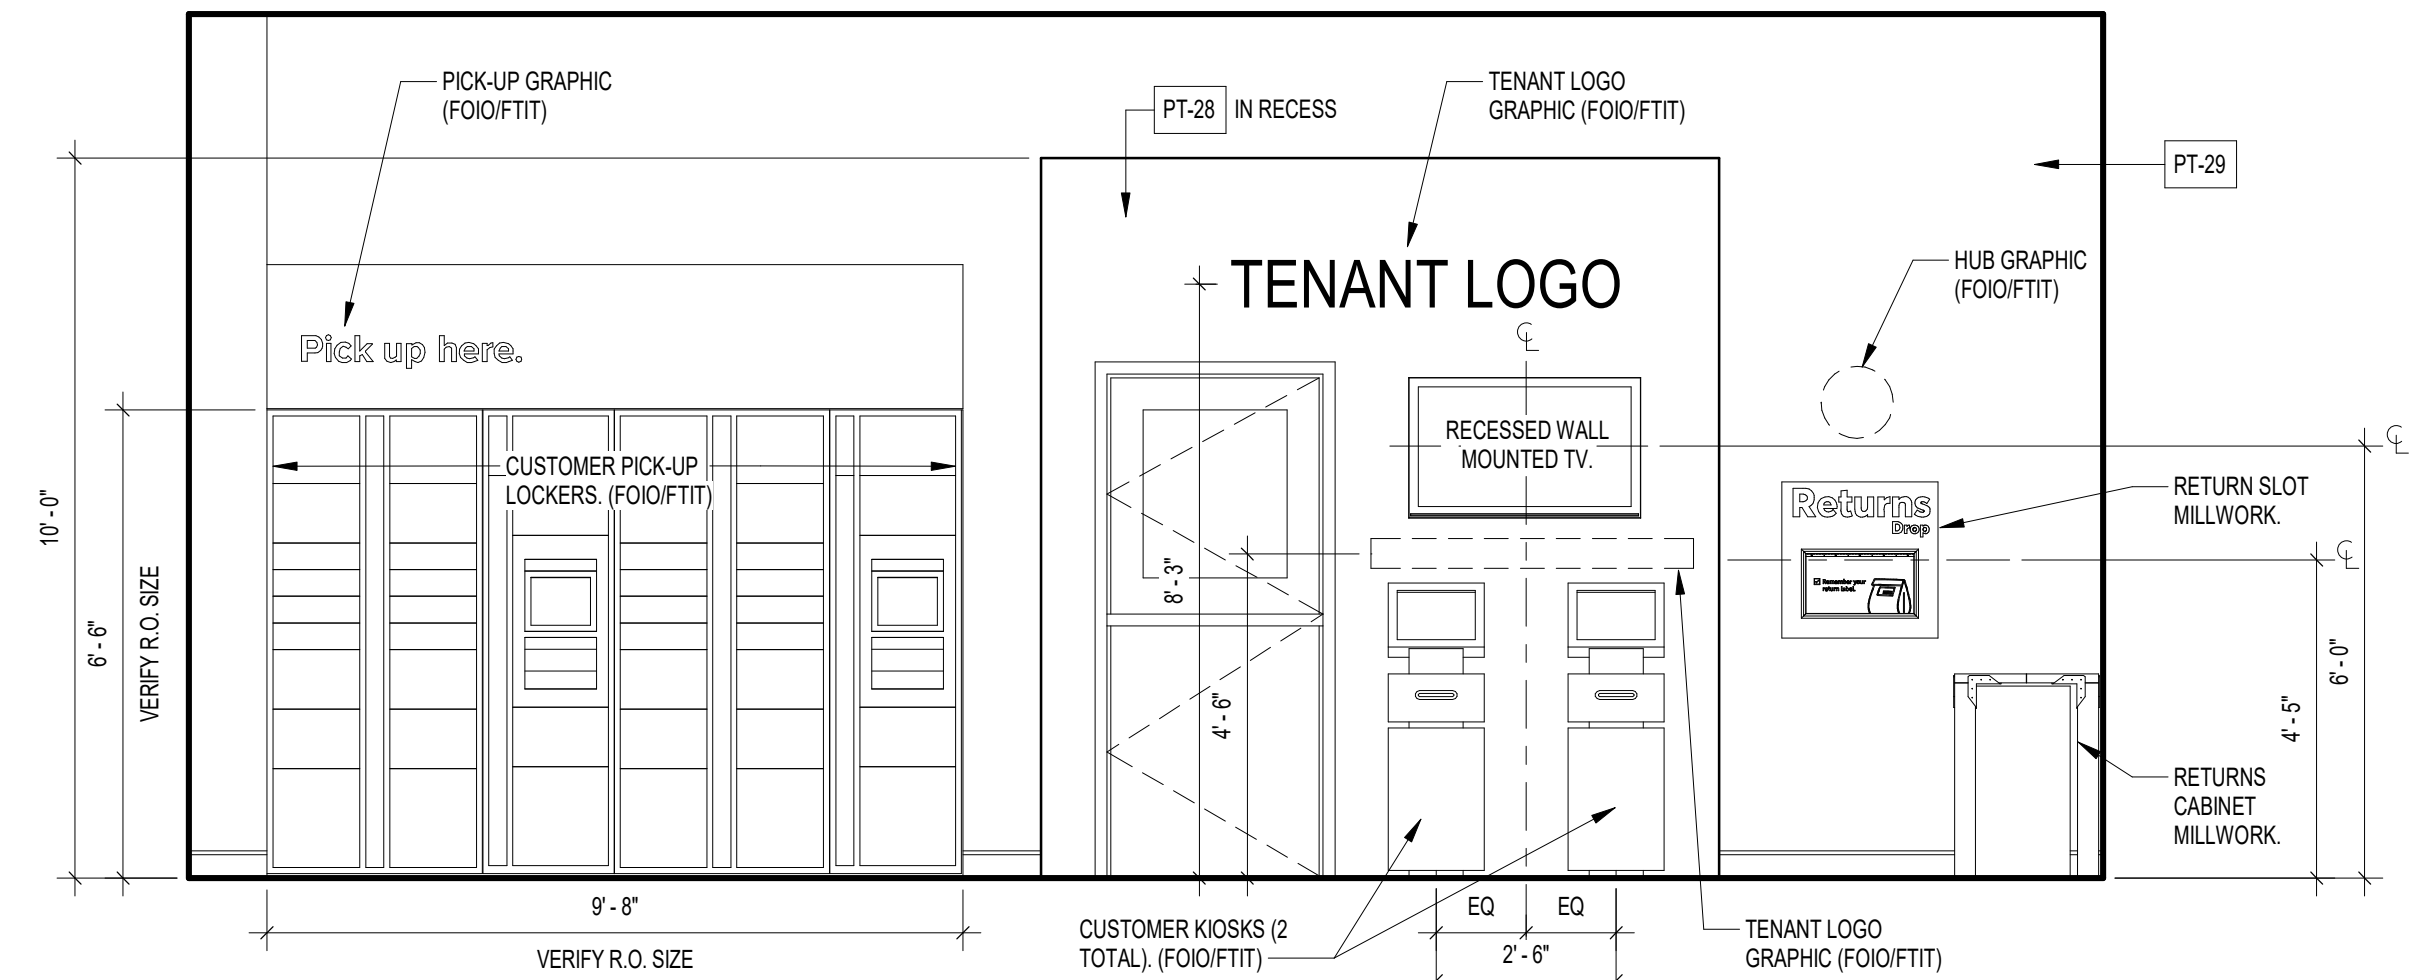 PICK-UP GRAPHIC
(FOIO/FTIT)
PT-28 IN RECESS
TENANT LOGO
GRAPHIC (FOIO/FTIT)
PT-29
HUB GRAPHIC
(FOIO/FTIT)
TENANT LOGO
Pick up here.
RECESSED WALL
MOUNTED TV.
CUSTOMER PICK-UP
LOCKERS. (FOIO/FTIT)
Returns
Drop
Remember your
return label.
RETURN SLOT
MILLWORK.
10' - 0"
6' - 6"
VERIFY R.O. SIZE
8' - 3"
4' - 6"
4' - 5"
6' - 0"
RETURNS
CABINET
MILLWORK.
9' - 8"
VERIFY R.O. SIZE
CUSTOMER KIOSKS (2
TOTAL). (FOIO/FTIT)
EQ EQ
2' - 6"
TENANT LOGO
GRAPHIC (FOIO/FTIT)